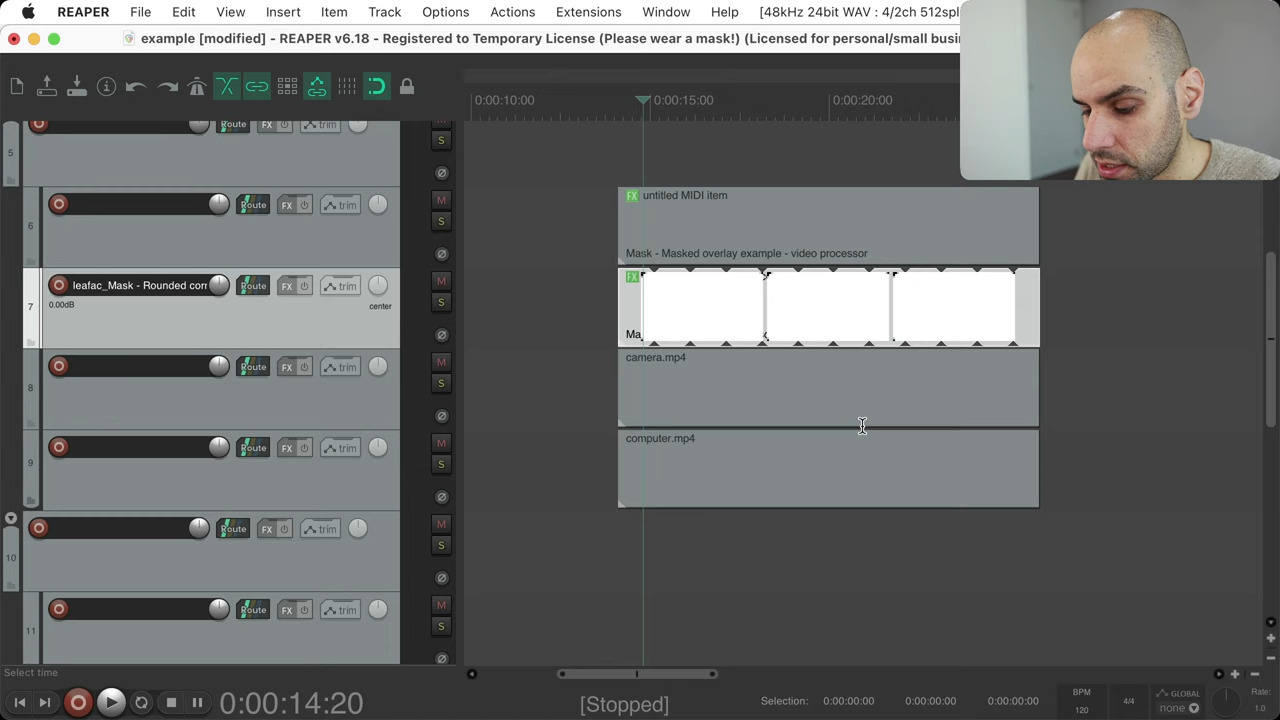 REAPER File Edit View Insert Item Track Options Actions Extensions Window Help [48kHz 24bit WAV : 4/2ch 512spl
example [modified] - REAPER v6.18 - Registered to Temporary License (Please wear a mask!) (Licensed for personal/small busi
0:00:10:00 0:00:15:00 0:00:20:00
Route FX trim
5 S
6 Route FX trim M S
untitled MIDI item
Mask - Masked overlay example - video processor
FX
7 leafac_Mask - Rounded corr Route FX trim M S
0.00dB center
FX
Ma
8 Route FX trim M S
camera.mp4
9 Route FX trim M S
computer.mp4
10 Route FX trim M S
11 Route FX trim M S
Select time
0:00:14:20 [Stopped] Selection: 0:00:00:00 0:00:00:00 0:00:00:00 BPM 120 4/4 GLOBAL none Rate: 1.0